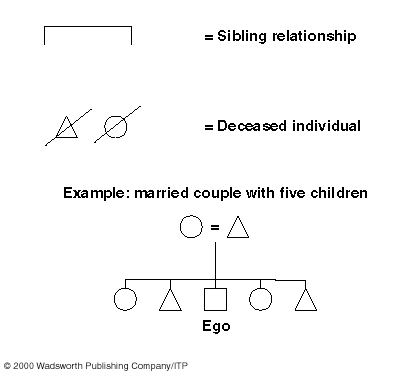 = Sibling relationship
= Deceased individual
Example: married couple with five children
=
Ego
© 2000 Wadsworth Publishing Company/ITP